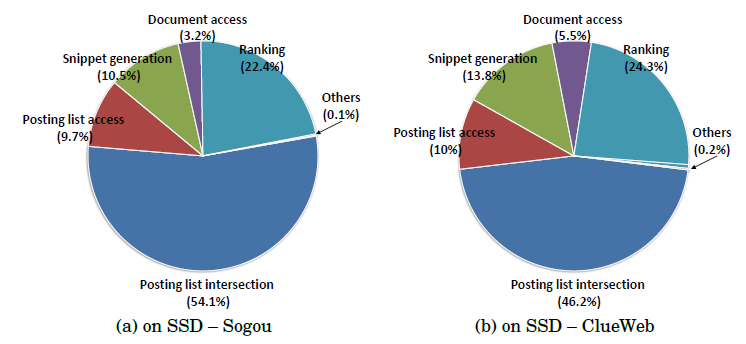 Document access
(3.2%)
Ranking
(22.4%)
Snippet generation
(10.5%)
Others
(0.1%)
Posting list access
(9.7%)
Posting list intersection
(54.1%)
(a) on SSD – Sogou
Document access
(5.5%)
Ranking
(24.3%)
Snippet generation
(13.8%)
Posting list access
(10%)
Others
(0.2%)
Posting list intersection
(46.2%)
(b) on SSD – ClueWeb